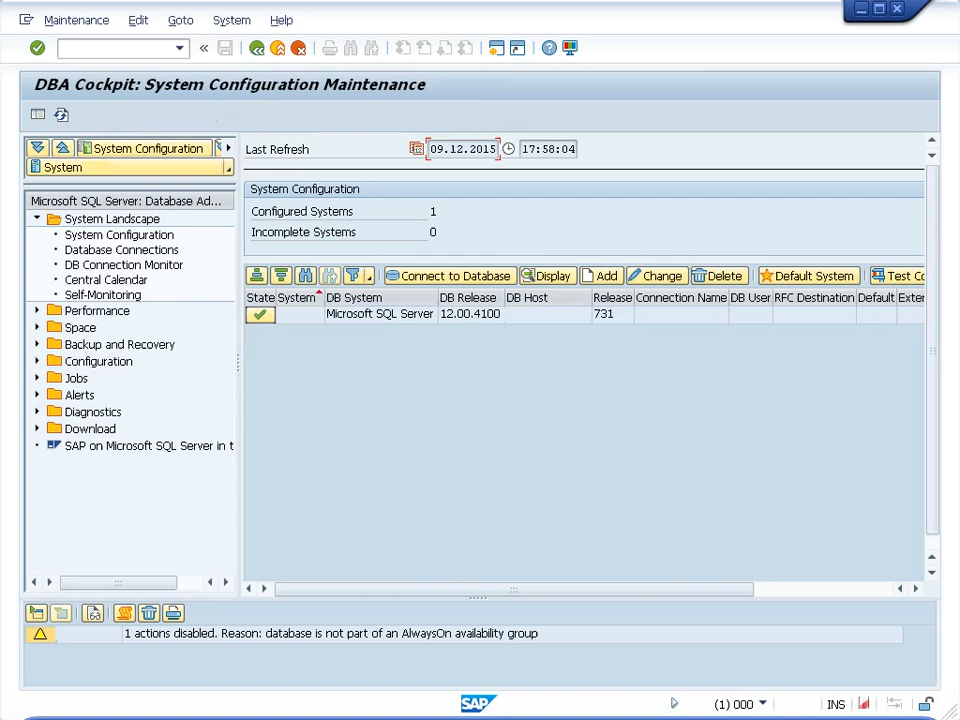 Maintenance Edit Goto System Help
DBA Cockpit: System Configuration Maintenance
System Configuration
System
Last Refresh 09.12.2015 17:58:04
System Configuration
Configured Systems 1
Incomplete Systems 0
Microsoft SQL Server: Database Ad...
System Landscape
System Configuration
Database Connections
DB Connection Monitor
Central Calendar
Self-Monitoring
Performance
Space
Backup and Recovery
Configuration
Jobs
Alerts
Diagnostics
Download
SAP on Microsoft SQL Server in t
Connect to Database Display Add Change Delete Default System Test Co
State System DB System DB Release DB Host Release Connection Name DB User RFC Destination Default Exter
Microsoft SQL Server 12.00.4100 731
1 actions disabled. Reason: database is not part of an AlwaysOn availability group
SAP (1) 000 INS